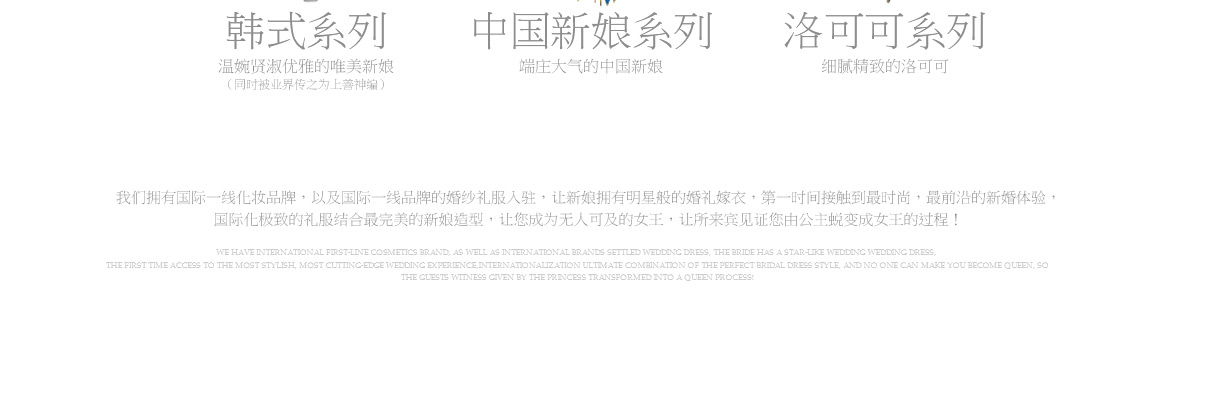 韩式系列 中国新娘系列 洛可可系列
温婉贤淑优雅的唯美新娘 端庄大气的中国新娘 细腻精致的洛可可
（同时被业界传之为上善神编）
我们拥有国际一线化妆品牌，以及国际一线品牌的婚纱礼服入驻，让新娘拥有明星般的婚礼嫁衣，第一时间接触到最时尚，最前沿的新婚体验，
国际化极致的礼服结合最完美的新娘造型，让您成为无人可及的女王，让所来宾见证您由公主蜕变成女王的过程！
WE HAVE INTERNATIONAL FIRST-LINE COSMETICS BRAND, AS WELL AS INTERNATIONAL BRANDS SETTLED WEDDING DRESS, THE BRIDE HAS A STAR-LIKE WEDDING WEDDING DRESS,
THE FIRST TIME ACCESS TO THE MOST STYLISH, MOST CUTTING-EDGE WEDDING EXPERIENCE,INTERNATIONALIZATION ULTIMATE COMBINATION OF THE PERFECT BRIDAL DRESS STYLE, AND NO ONE CAN MAKE YOU BECOME QUEEN, SO
THE GUESTS WITNESS GIVEN BY THE PRINCESS TRANSFORMED INTO A QUEEN PROCESS!